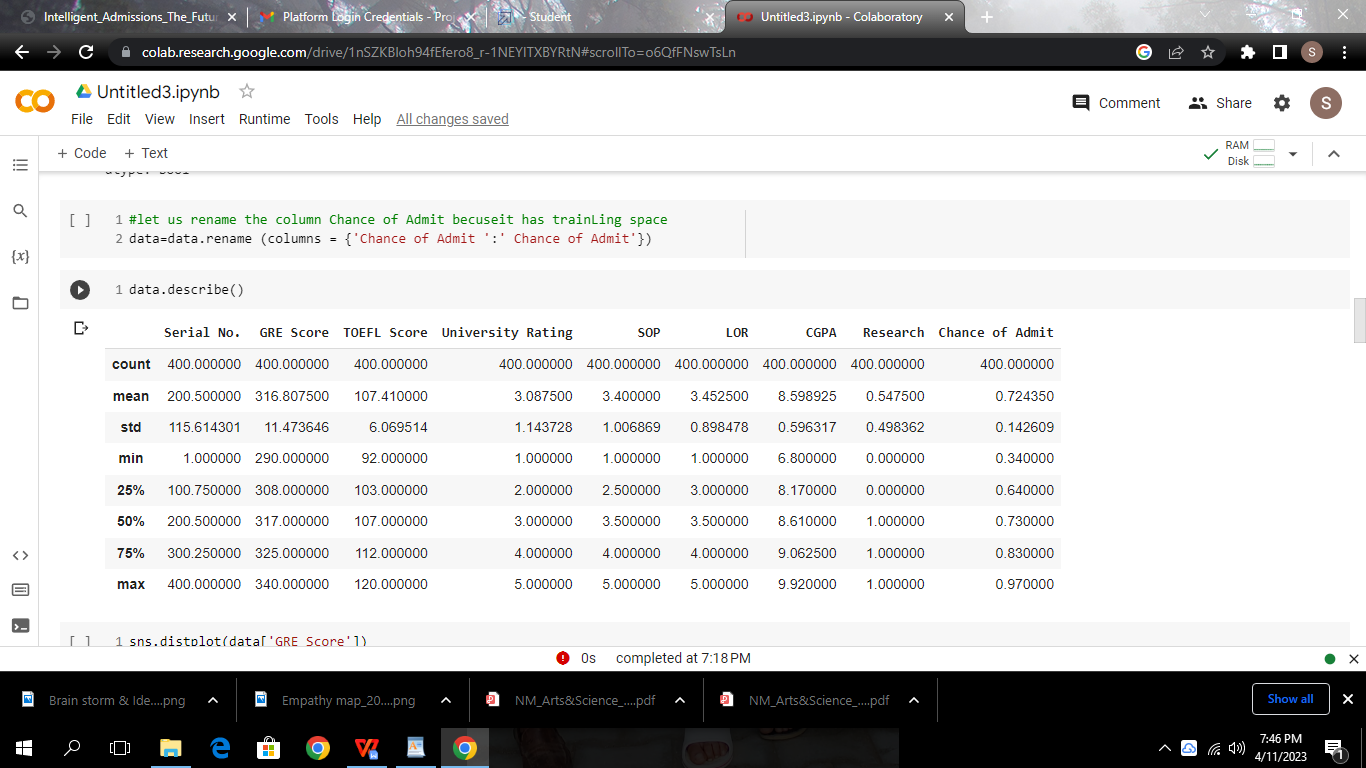 Intelligent_Admissions_The_Futu
Platform Login Credentials - Pro
- Student
Untitled3.ipynb - Colaboratory
colab.research.google.com/drive/1nSZKBIoh94fEfero8_r-1NEYITXBYRtN#scrollTo=o6QfFNswTsLn
S
CO
Untitled3.ipynb
File Edit View Insert Runtime Tools Help All changes saved
Comment
Share
S
+ Code + Text
RAM
Disk
dtype: bool
[ ] 1 #let us rename the column Chance of Admit becuseit has trainLing space
2 data=data.rename (columns = {'Chance of Admit ':' Chance of Admit'})
{x}
1 data.describe()
Serial No. GRE Score TOEFL Score University Rating SOP LOR CGPA Research Chance of Admit
count 400.000000 400.000000 400.000000 400.000000 400.000000 400.000000 400.000000 400.000000 400.000000
mean 200.500000 316.807500 107.410000 3.087500 3.400000 3.452500 8.598925 0.547500 0.724350
std 115.614301 11.473646 6.069514 1.143728 1.006869 0.898478 0.596317 0.498362 0.142609
min 1.000000 290.000000 92.000000 1.000000 1.000000 1.000000 6.800000 0.000000 0.340000
25% 100.750000 308.000000 103.000000 2.000000 2.500000 3.000000 8.170000 0.000000 0.640000
50% 200.500000 317.000000 107.000000 3.000000 3.500000 3.500000 8.610000 1.000000 0.730000
75% 300.250000 325.000000 112.000000 4.000000 4.000000 4.000000 9.062500 1.000000 0.830000
max 400.000000 340.000000 120.000000 5.000000 5.000000 5.000000 9.920000 1.000000 0.970000
[ ] 1 sns.distplot(data['GRE Score'])
0s completed at 7:18 PM
Brain storm & Ide....png
Empathy map_20....png
NM_Arts&Science_....pdf
NM_Arts&Science_....pdf
Show all
7:46 PM
4/11/2023
1